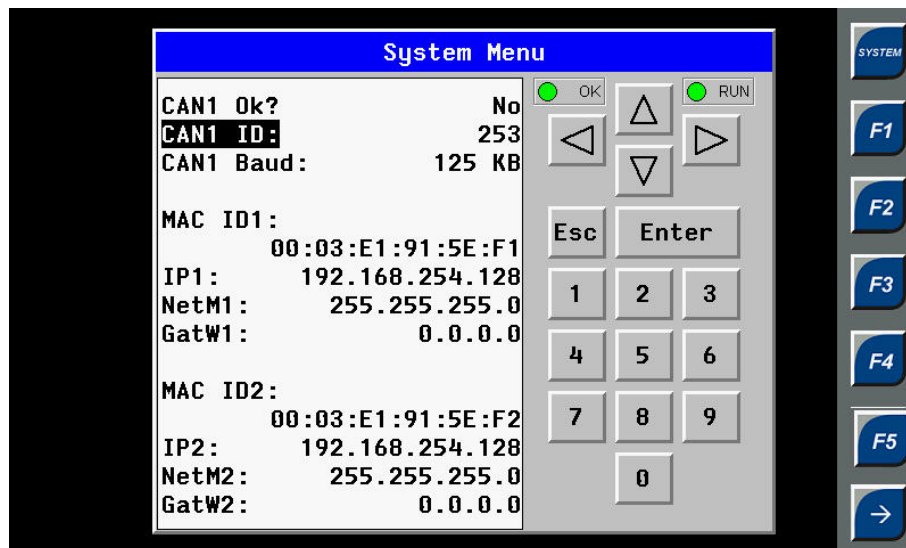 System Menu
CAN1 Ok? No
CAN1 ID: 253
CAN1 Baud: 125 KB
MAC ID1:
00:03:E1:91:5E:F1
IP1: 192.168.254.128
NetM1: 255.255.255.0
GatW1: 0.0.0.0
MAC ID2:
00:03:E1:91:5E:F2
IP2: 192.168.254.128
NetM2: 255.255.255.0
GatW2: 0.0.0.0
OK RUN
Esc Enter
1 2 3
4 5 6
7 8 9
0
SYSTEM
F1
F2
F3
F4
F5